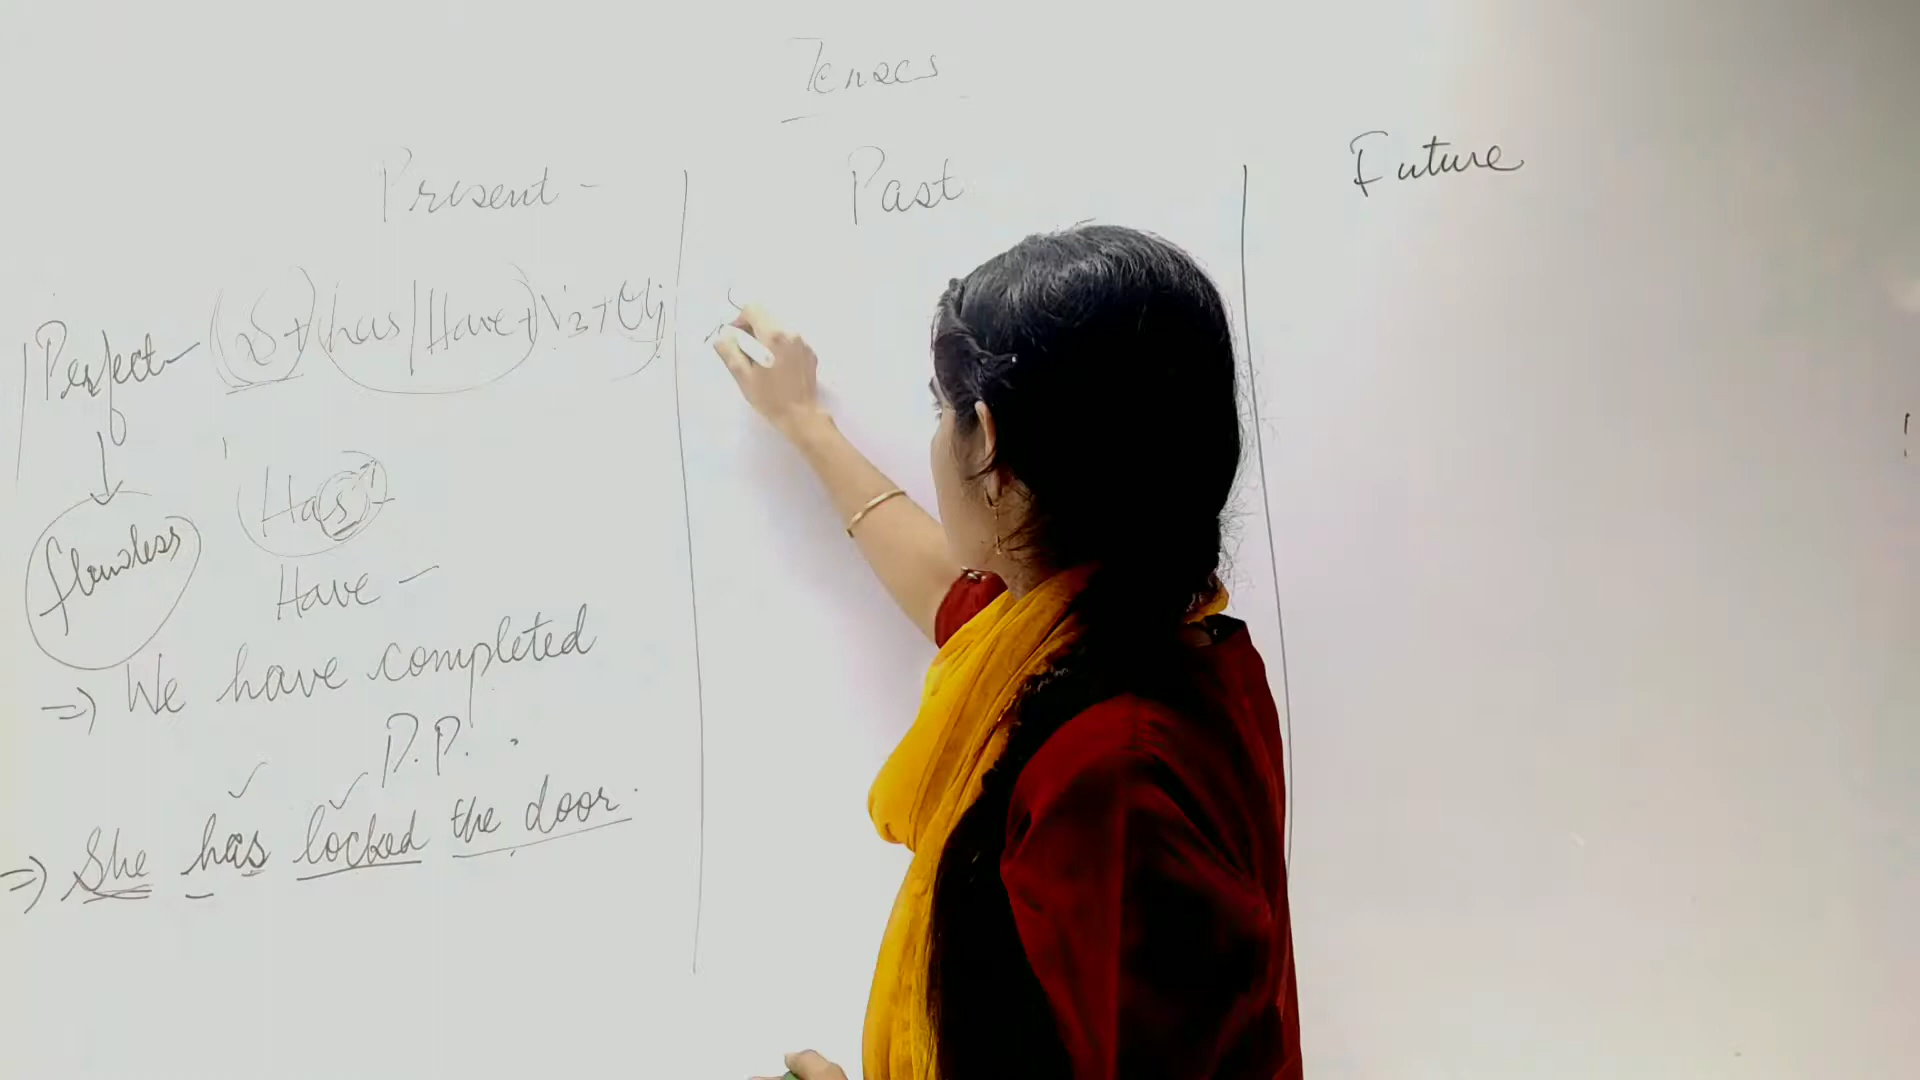 Tenses
Present -
Past
Future
Perfect - S + has/Have + V3 + Obj
Has
flawless
Have -
=> We have completed
P.P.
=> She has locked the door.